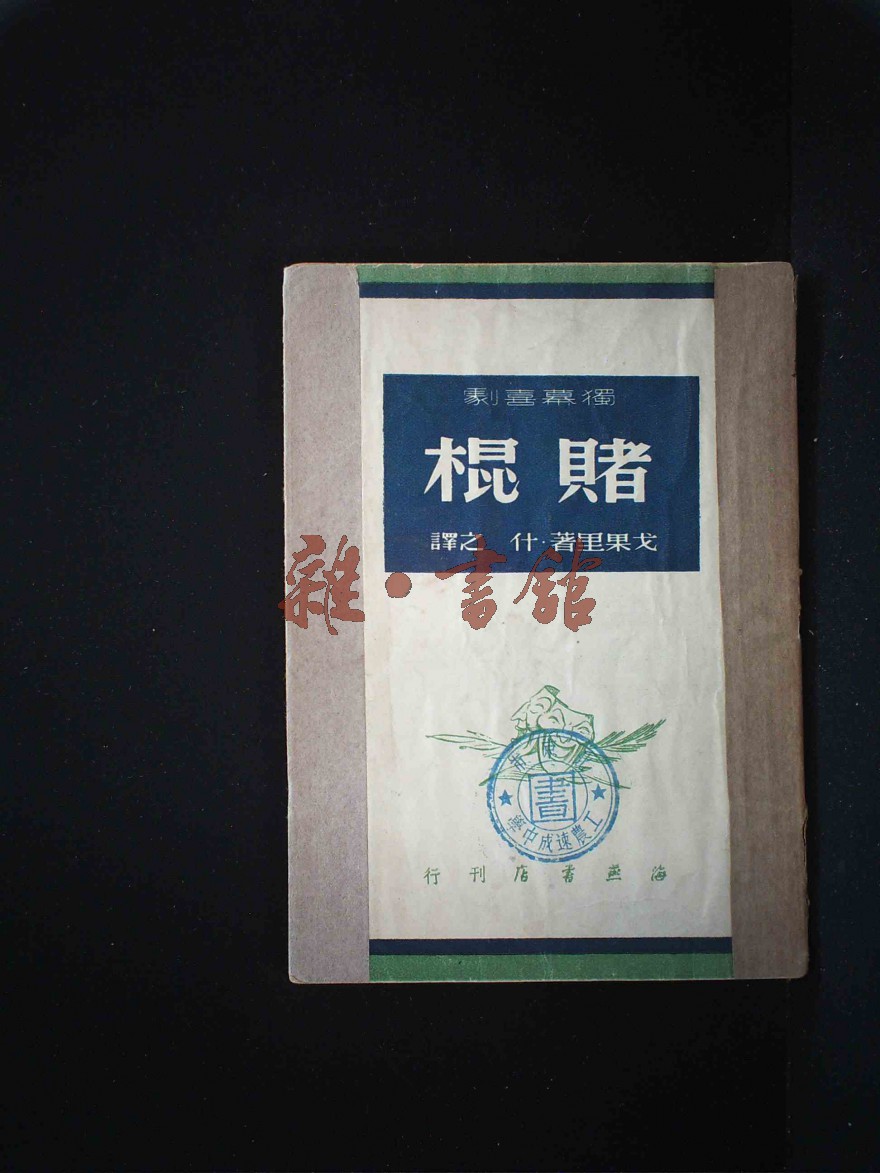 獨幕喜劇
賭棍
戈果里著·什之譯
雜·書館
書
工農速成中學
海燕書店刊行